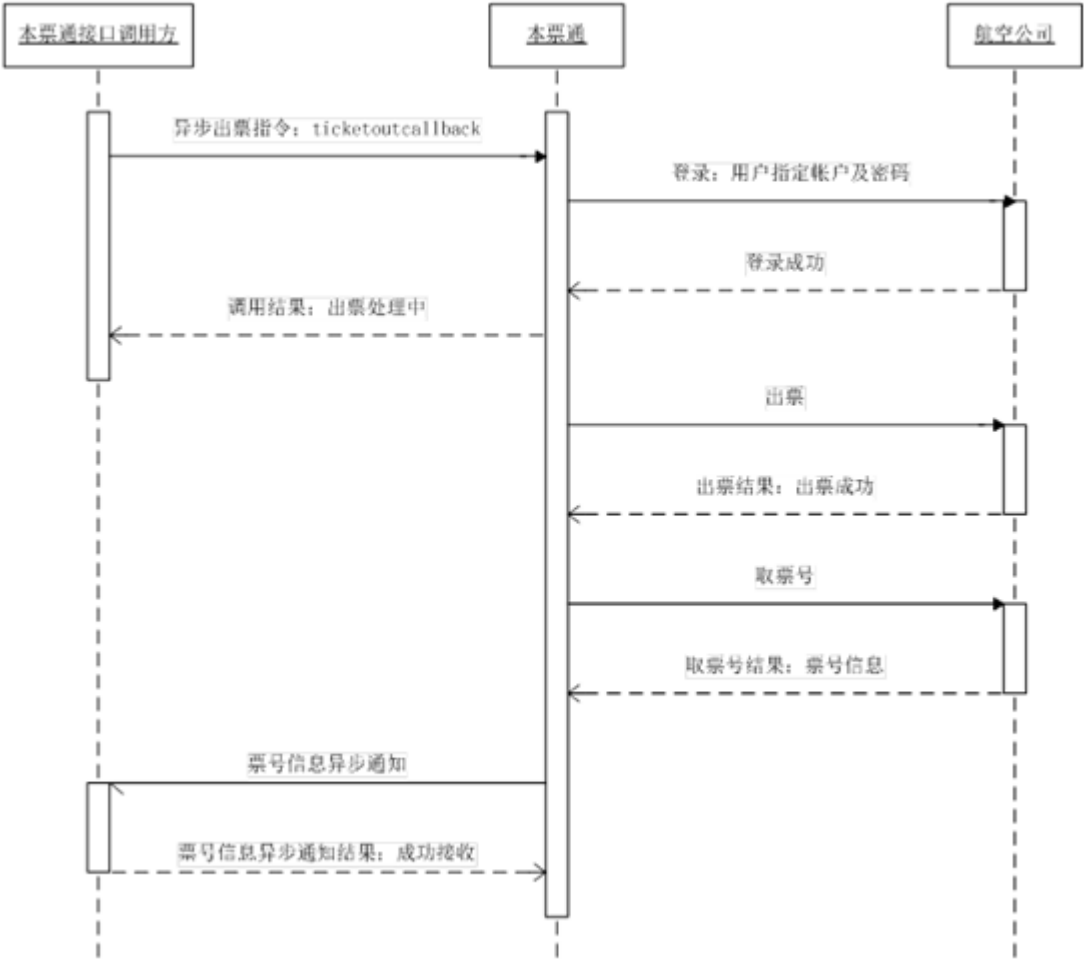 本票通接口调用方
本票通
航空公司
异步出票指令：ticketoutcallback
登录：用户指定帐户及密码
登录成功
调用结果：出票处理中
出票
出票结果：出票成功
取票号
取票号结果：票号信息
票号信息异步通知
票号信息异步通知结果：成功接收